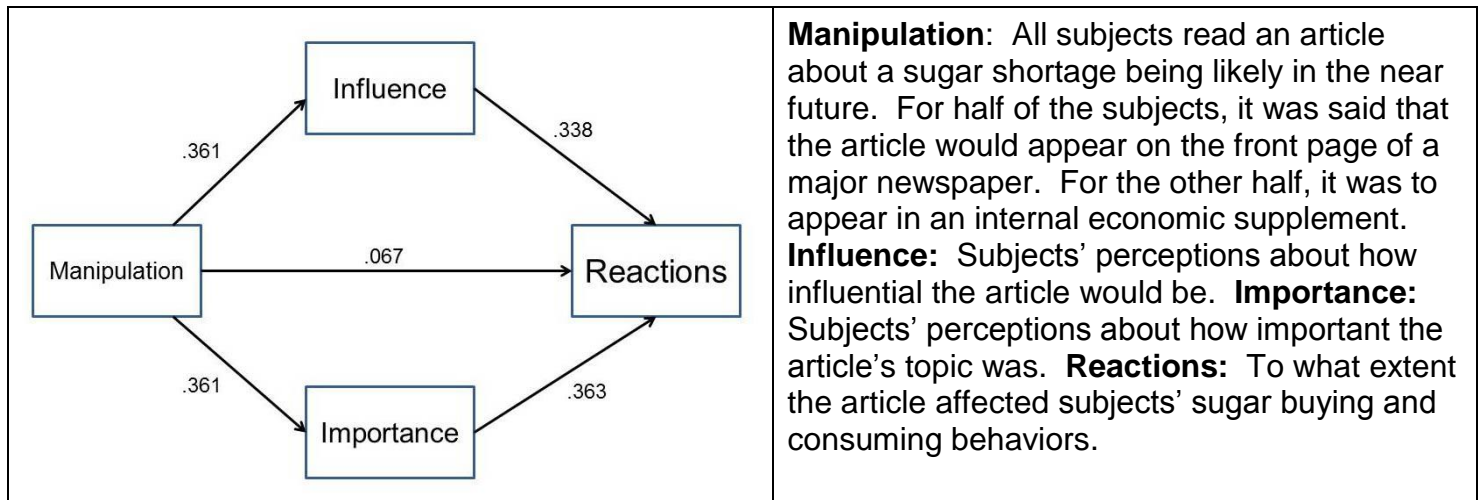 Influence
.338
.361
Manipulation
.067
Reactions
.361
.363
Importance
Manipulation:  All subjects read an article
about a sugar shortage being likely in the near
future.  For half of the subjects, it was said that
the article would appear on the front page of a
major newspaper.  For the other half, it was to
appear in an internal economic supplement.
Influence:  Subjects’ perceptions about how
influential the article would be.  Importance:
Subjects’ perceptions about how important the
article’s topic was.  Reactions:  To what extent
the article affected subjects’ sugar buying and
consuming behaviors.